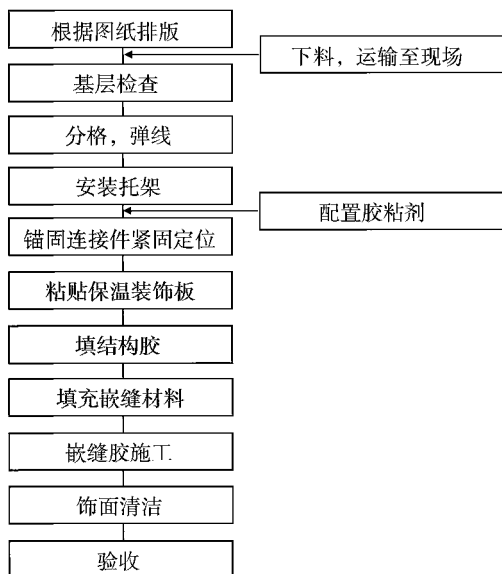 根据图纸排版
下料，运输至现场
基层检查
分格，弹线
安装托架
配置胶粘剂
锚固连接件紧固定位
粘贴保温装饰板
填结构胶
填充嵌缝材料
嵌缝胶施工
饰面清洁
验收